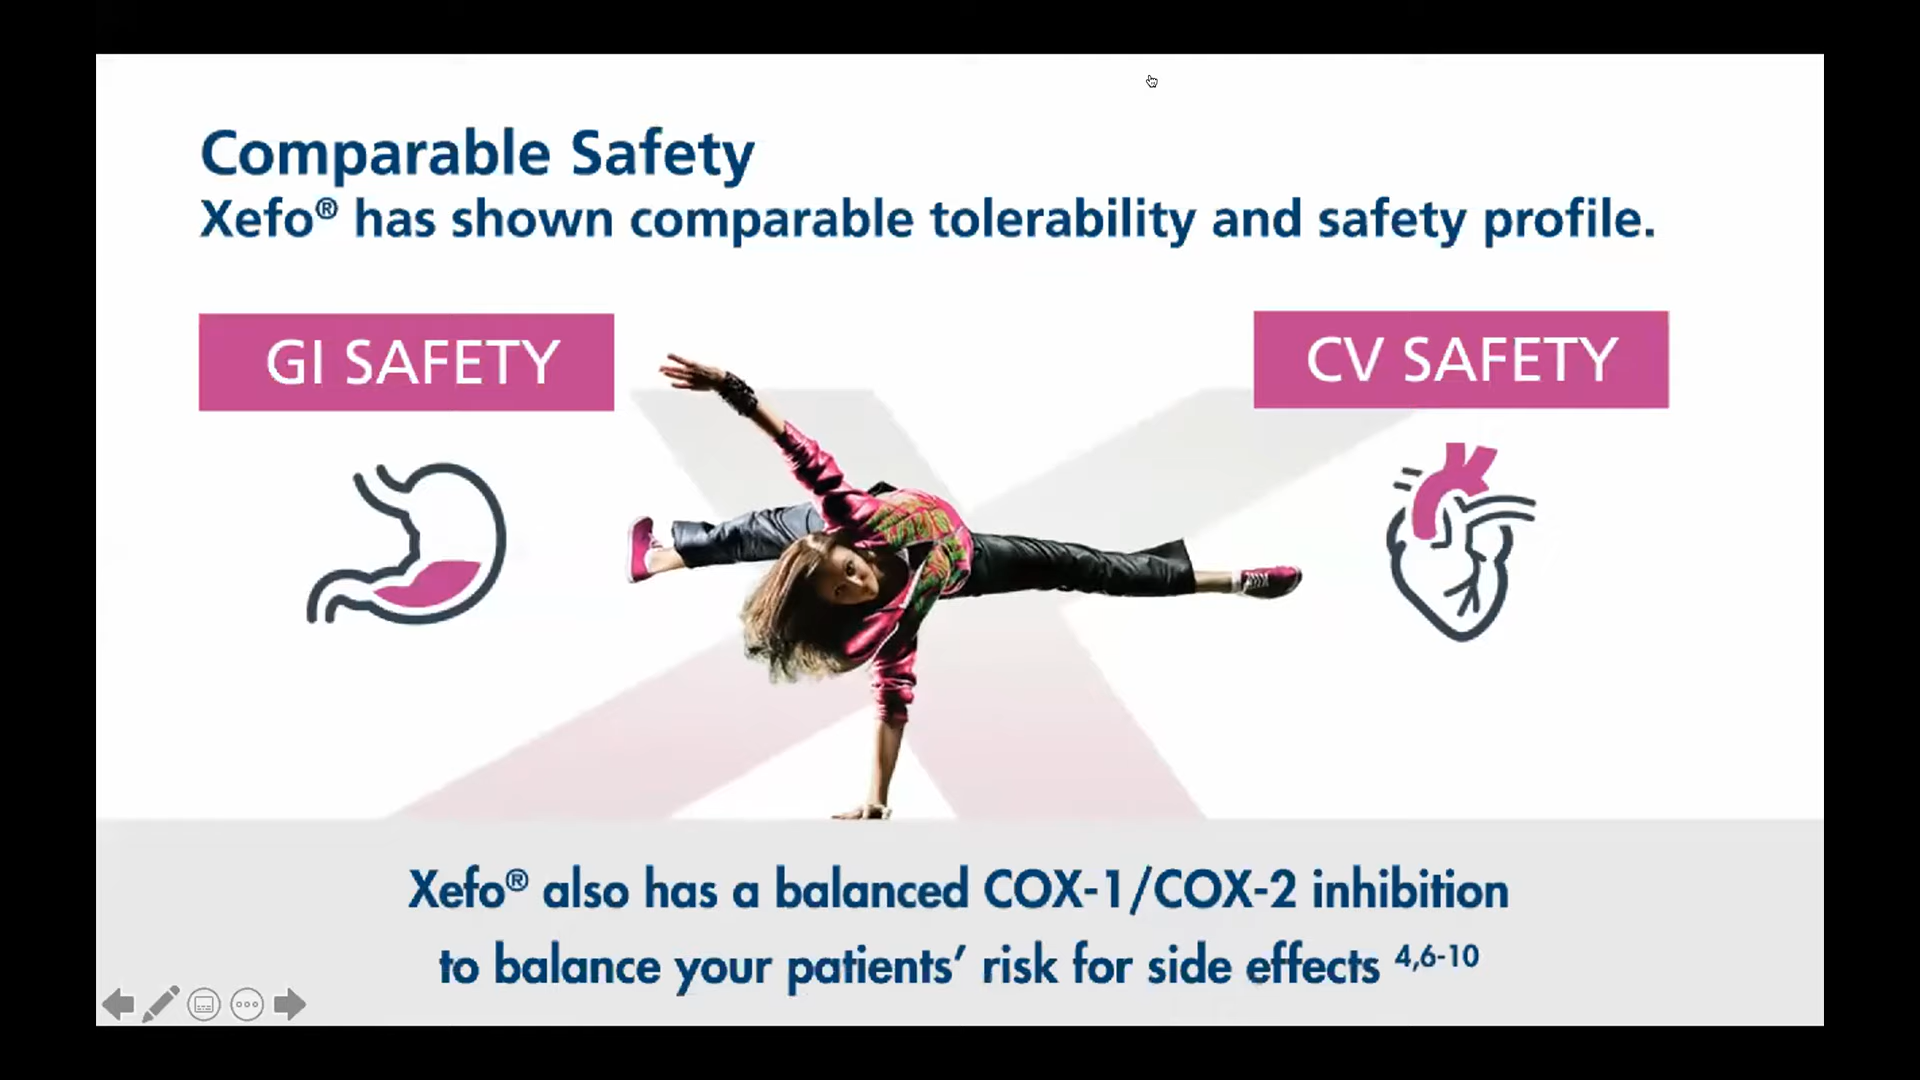 Comparable Safety
Xefo® has shown comparable tolerability and safety profile.
GI SAFETY
CV SAFETY
Xefo® also has a balanced COX-1/COX-2 inhibition
to balance your patients’ risk for side effects 4,6-10